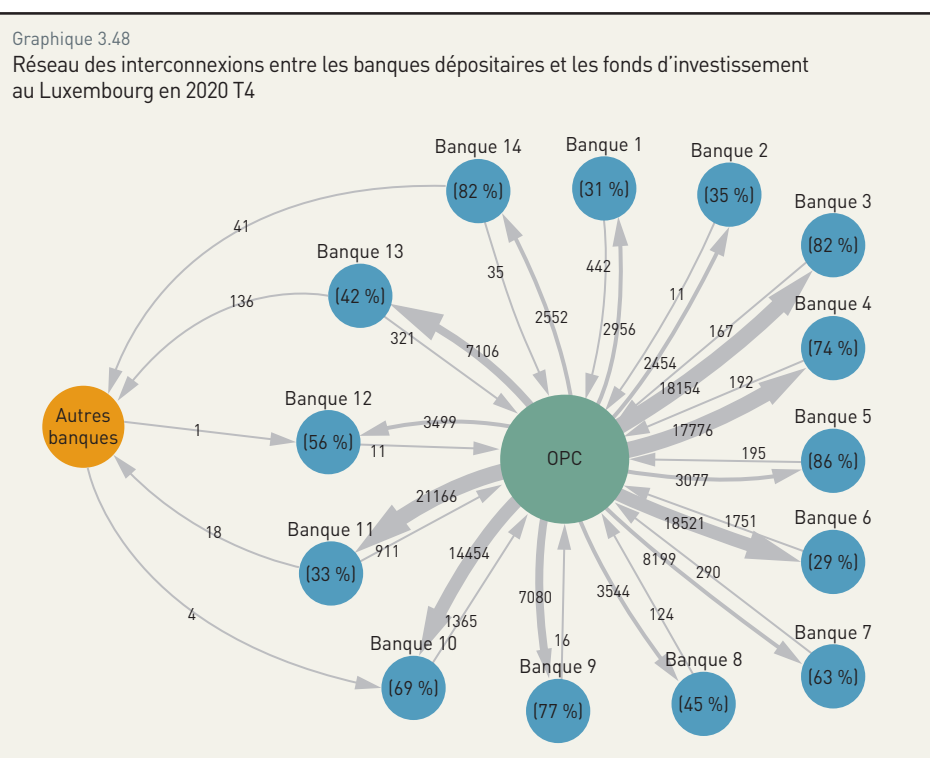 Graphique 3.48
Réseau des interconnexions entre les banques dépositaires et les fonds d’investissement
au Luxembourg en 2020 T4
Banque 14
(82 %)
Banque 1
(31 %)
Banque 2
(35 %)
Banque 3
(82 %)
Banque 13
(42 %)
Banque 4
(74 %)
41
136
35
442
11
167
321
7106
2552
2956
2454
18154
192
17776
Autres
banques
Banque 12
(56 %)
1
3499
11
OPC
Banque 5
(86 %)
195
3077
21166
18521
1751
Banque 6
(29 %)
Banque 11
(33 %)
18
911
14454
8199
290
7080
3544
124
4
1365
16
Banque 10
(69 %)
Banque 9
(77 %)
Banque 8
(45 %)
Banque 7
(63 %)